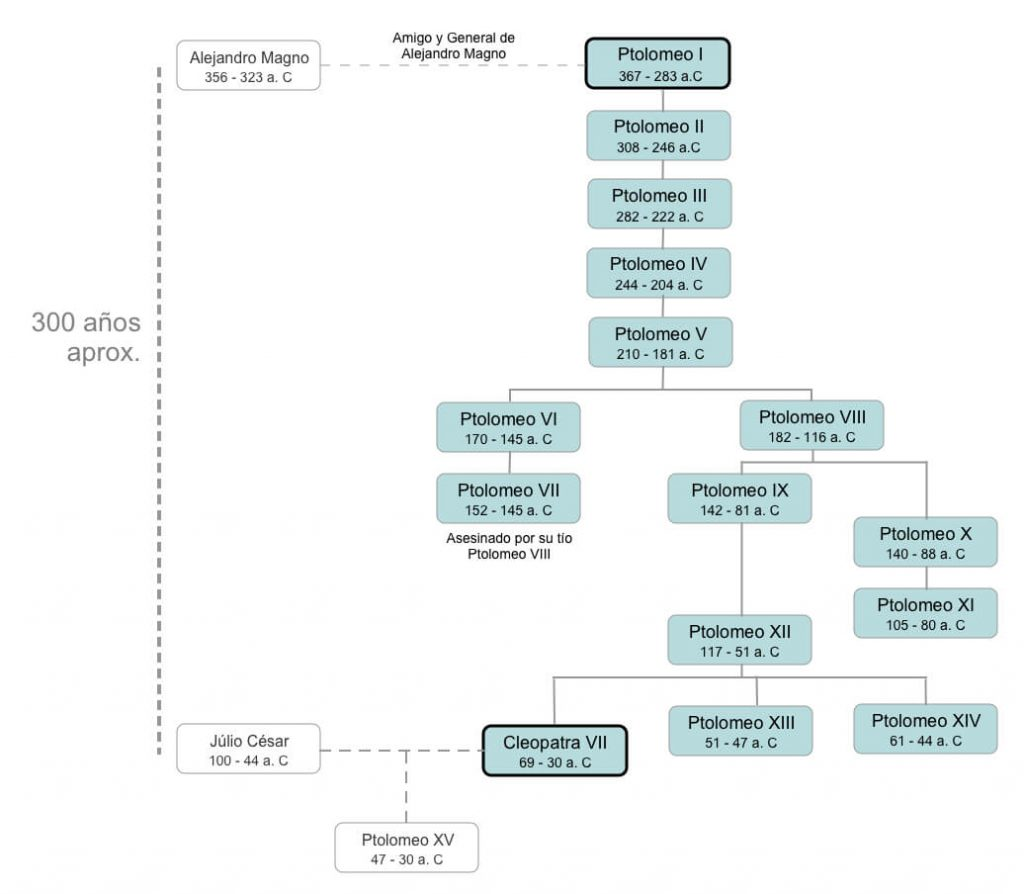 Alejandro Magno
356 - 323 a. C
Amigo y General de
Alejandro Magno
Ptolomeo I
367 - 283 a.C
Ptolomeo II
308 - 246 a.C
Ptolomeo III
282 - 222 a. C
Ptolomeo IV
244 - 204 a. C
300 años
aprox.
Ptolomeo V
210 - 181 a. C
Ptolomeo VI
170 - 145 a. C
Ptolomeo VIII
182 - 116 a. C
Ptolomeo VII
152 - 145 a. C
Asesinado por su tío
Ptolomeo VIII
Ptolomeo IX
142 - 81 a. C
Ptolomeo X
140 - 88 a. C
Ptolomeo XI
105 - 80 a. C
Ptolomeo XII
117 - 51 a. C
Júlio César
100 - 44 a. C
Cleopatra VII
69 - 30 a. C
Ptolomeo XIII
51 - 47 a. C
Ptolomeo XIV
61 - 44 a. C
Ptolomeo XV
47 - 30 a. C